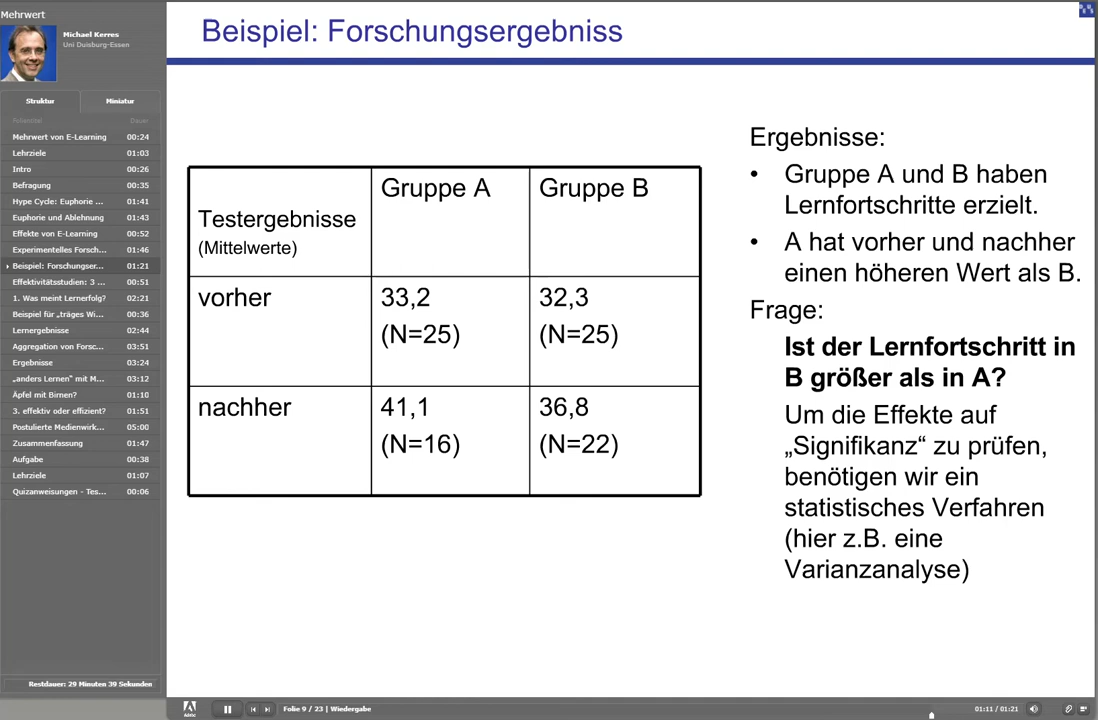 Mehrwert
Michael Kerres
Uni Duisburg-Essen
Struktur Miniatur
Folientitel Dauer
Mehrwert von E-Learning 00:24
Lehrziele 01:03
Intro 00:26
Befragung 00:35
Hype Cycle: Euphorie ... 01:41
Euphorie und Ablehnung 01:43
Effekte von E-Learning 00:52
Experimentelles Forsch... 01:46
Beispiel: Forschungser... 01:21
Effektivitätsstudien: 3 ... 00:51
1. Was meint Lernerfolg? 02:21
Beispiel für „träges Wi... 00:36
Lernergebnisse 02:44
Aggregation von Forsc... 03:51
Ergebnisse 03:24
„anders Lernen“ mit M... 03:12
Äpfel mit Birnen? 01:10
3. effektiv oder effizient? 01:51
Postulierte Medienwirk... 05:00
Zusammenfassung 01:47
Aufgabe 00:38
Lehrziele 01:07
Quizanweisungen - Tes... 00:06
Restdauer: 29 Minuten 39 Sekunden
Beispiel: Forschungsergebniss
Gruppe A Gruppe B
Testergebnisse
(Mittelwerte)
vorher 33,2 32,3
(N=25) (N=25)
nachher 41,1 36,8
(N=16) (N=22)
Ergebnisse:
• Gruppe A und B haben
Lernfortschritte erzielt.
• A hat vorher und nachher
einen höheren Wert als B.
Frage:
Ist der Lernfortschritt in
B größer als in A?
Um die Effekte auf
„Signifikanz“ zu prüfen,
benötigen wir ein
statistisches Verfahren
(hier z.B. eine
Varianzanalyse)
Folie 9 / 23 | Wiedergabe
01:11 / 01:21